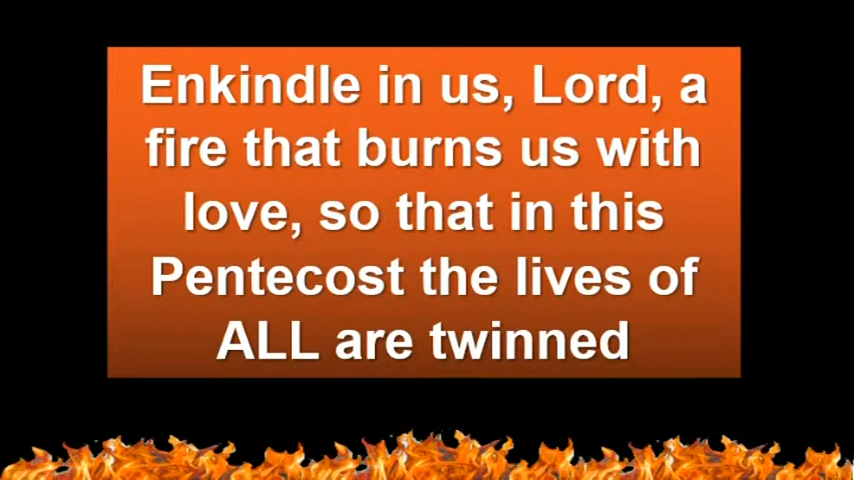 Enkindle in us, Lord, a
fire that burns us with
love, so that in this
Pentecost the lives of
ALL are twinned